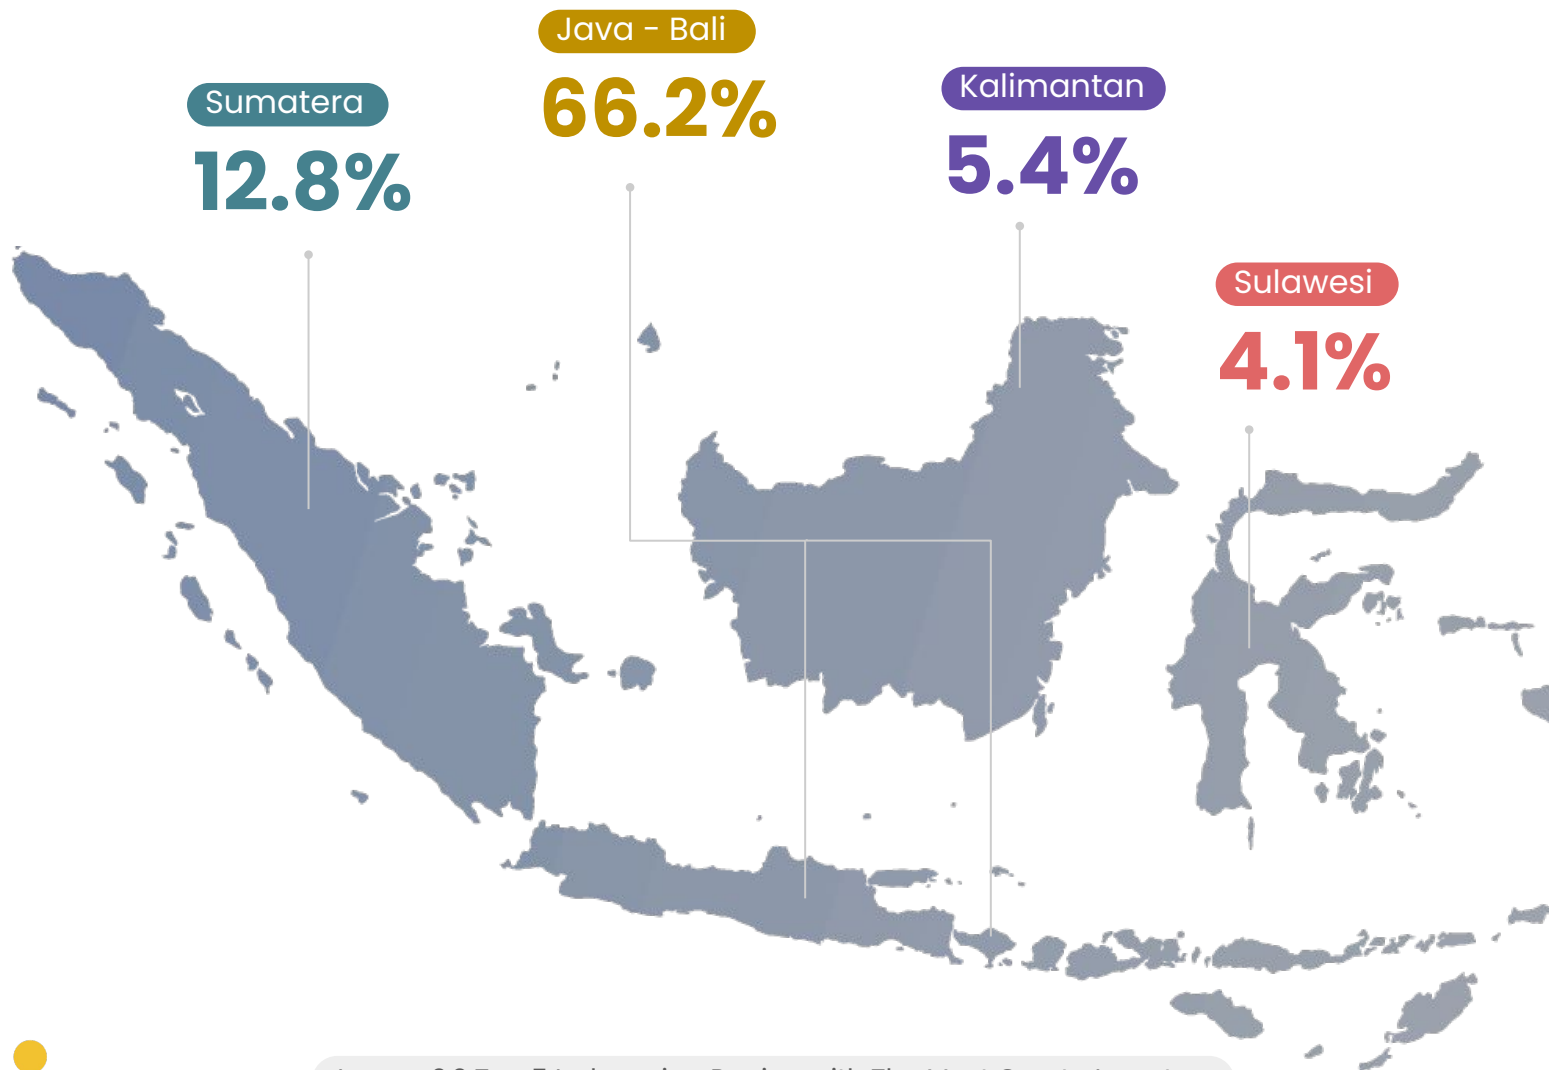 Java - Bali
66.2%
Kalimantan
5.4%
Sumatera
12.8%
Sulawesi
4.1%